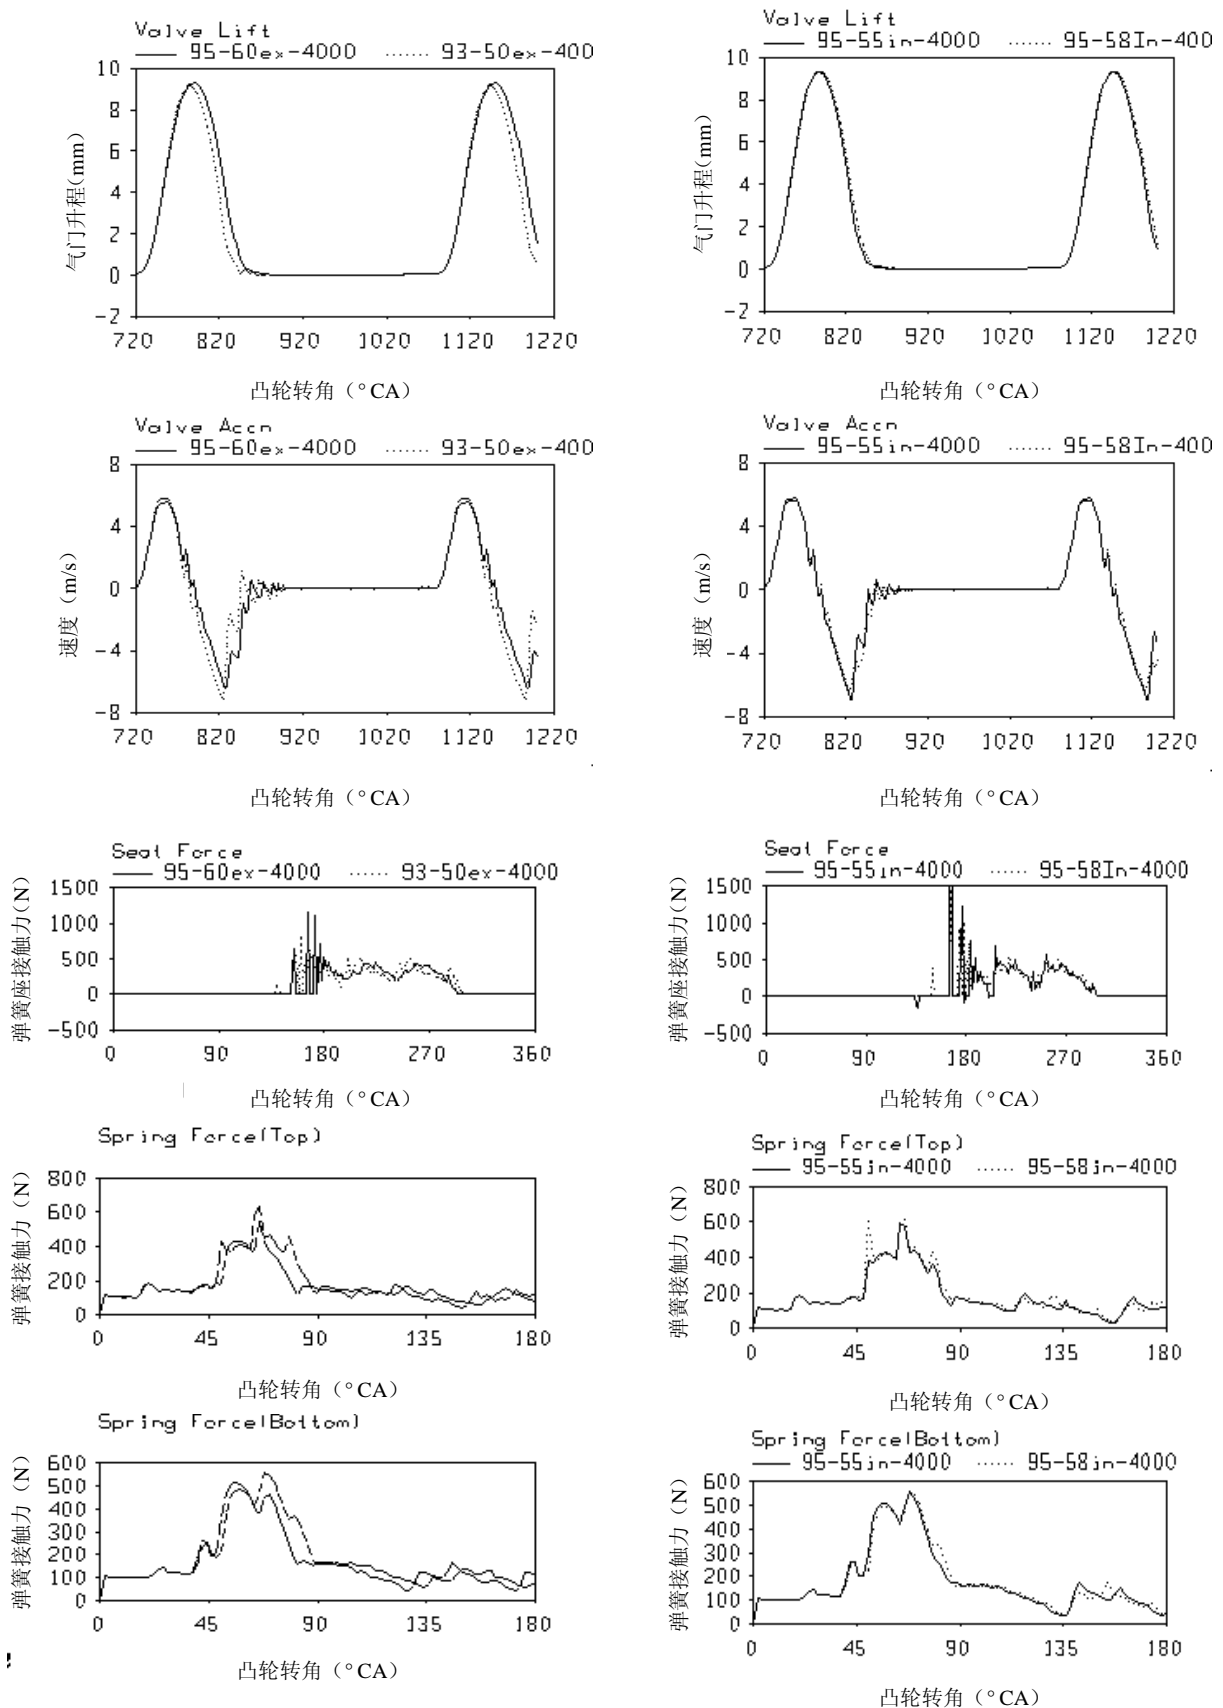 Valve Lift
95-60ex-4000 93-50ex-400
10
8
6
4
2
0
-2
气门升程(mm)
720 820 920 1020 1120 1220
凸轮转角（°CA）
Valve Lift
95-55in-4000 95-58In-400
10
8
6
4
2
0
-2
气门升程(mm)
720 820 920 1020 1120 1220
凸轮转角（°CA）
Valve Accn
95-60ex-4000 93-50ex-400
8
4
0
-4
-8
速度（m/s）
720 820 920 1020 1120 1220
凸轮转角（°CA）
Valve Accn
95-55in-4000 95-58In-400
8
4
0
-4
-8
速度（m/s）
720 820 920 1020 1120 1220
凸轮转角（°CA）
Seat Force
95-60ex-4000 93-50ex-4000
1500
1000
500
0
-500
弹簧座接触力(N)
0 90 180 270 360
凸轮转角（°CA）
Seat Force
95-55in-4000 95-58In-4000
1500
1000
500
0
-500
弹簧座接触力(N)
0 90 180 270 360
凸轮转角（°CA）
Spring Force(Top)
800
600
400
200
0
弹簧接触力（N）
0 45 90 135 180
凸轮转角（°CA）
Spring Force(Top)
95-55in-4000 95-58in-4000
800
600
400
200
0
弹簧接触力（N）
0 45 90 135 180
凸轮转角（°CA）
Spring Force(Bottom)
600
500
400
300
200
100
0
弹簧接触力（N）
0 45 90 135 180
凸轮转角（°CA）
Spring Force(Bottom)
95-55in-4000 95-58in-4000
600
500
400
300
200
100
0
弹簧接触力（N）
0 45 90 135 180
凸轮转角（°CA）